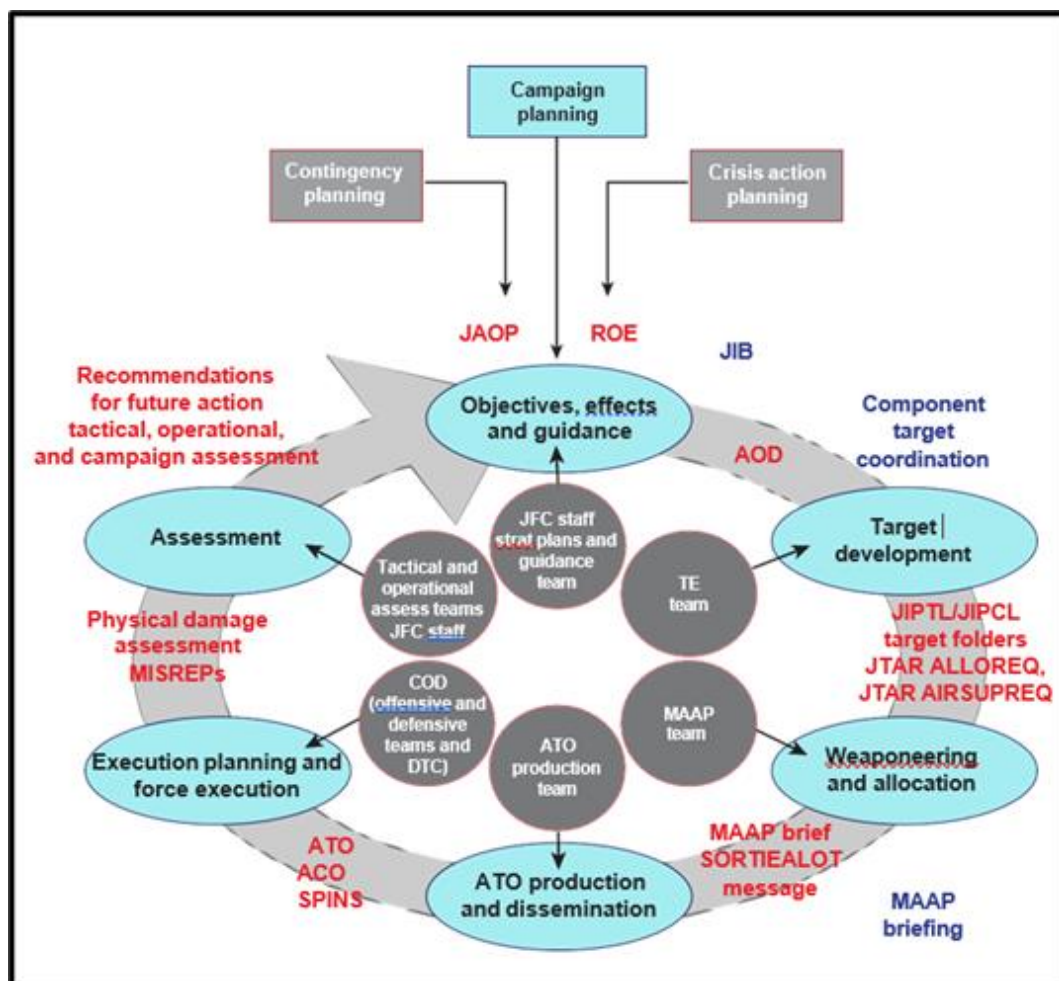 Campaign
planning
Contingency
planning
Crisis action
planning
JAOP
ROE
JIB
Recommendations
for future action
tactical, operational,
and campaign assessment
Objectives, effects
and guidance
AOD
Component
target
coordination
Assessment
JFC staff
strat plans and
guidance
team
Target
development
Tactical and
operational
assess teams
JFC staff
TE
team
Physical damage
assessment
MISREPs
JIPTL/JIPCL
target folders
JTAR ALLOREQ,
JTAR AIRSUPREQ
COD
(offensive and
defensive
teams and
DTC)
MAAP
team
Execution planning and
force execution
ATO
production
team
Weaponeering
and allocation
ATO
ACO
SPINS
ATO production
and dissemination
MAAP brief
SORTIEALOT
message
MAAP
briefing